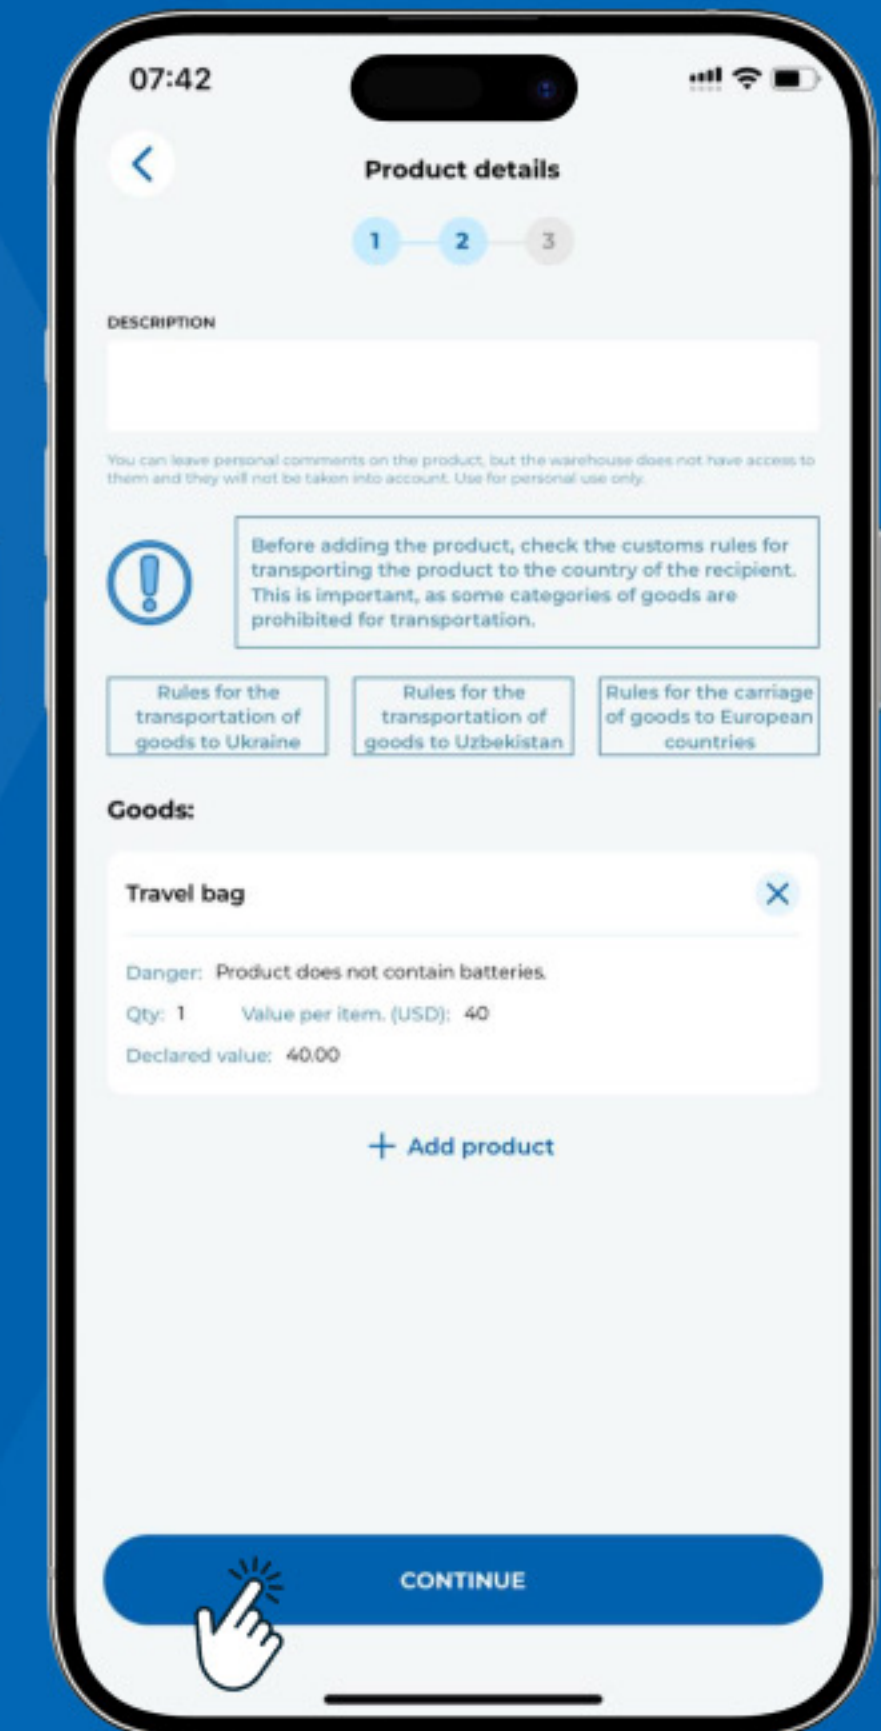 07:42
Product details
1 2 3
DESCRIPTION
You can leave personal comments on the product, but the warehouse does not have access to
them and they will not be taken into account. Use for personal use only.
Before adding the product, check the customs rules for
transporting the product to the country of the recipient.
This is important, as some categories of goods are
prohibited for transportation.
Rules for the
transportation of
goods to Ukraine
Rules for the
transportation of
goods to Uzbekistan
Rules for the carriage
of goods to European
countries
Goods:
Travel bag
Danger: Product does not contain batteries.
Qty: 1 Value per item. (USD): 40
Declared value: 40.00
+ Add product
CONTINUE